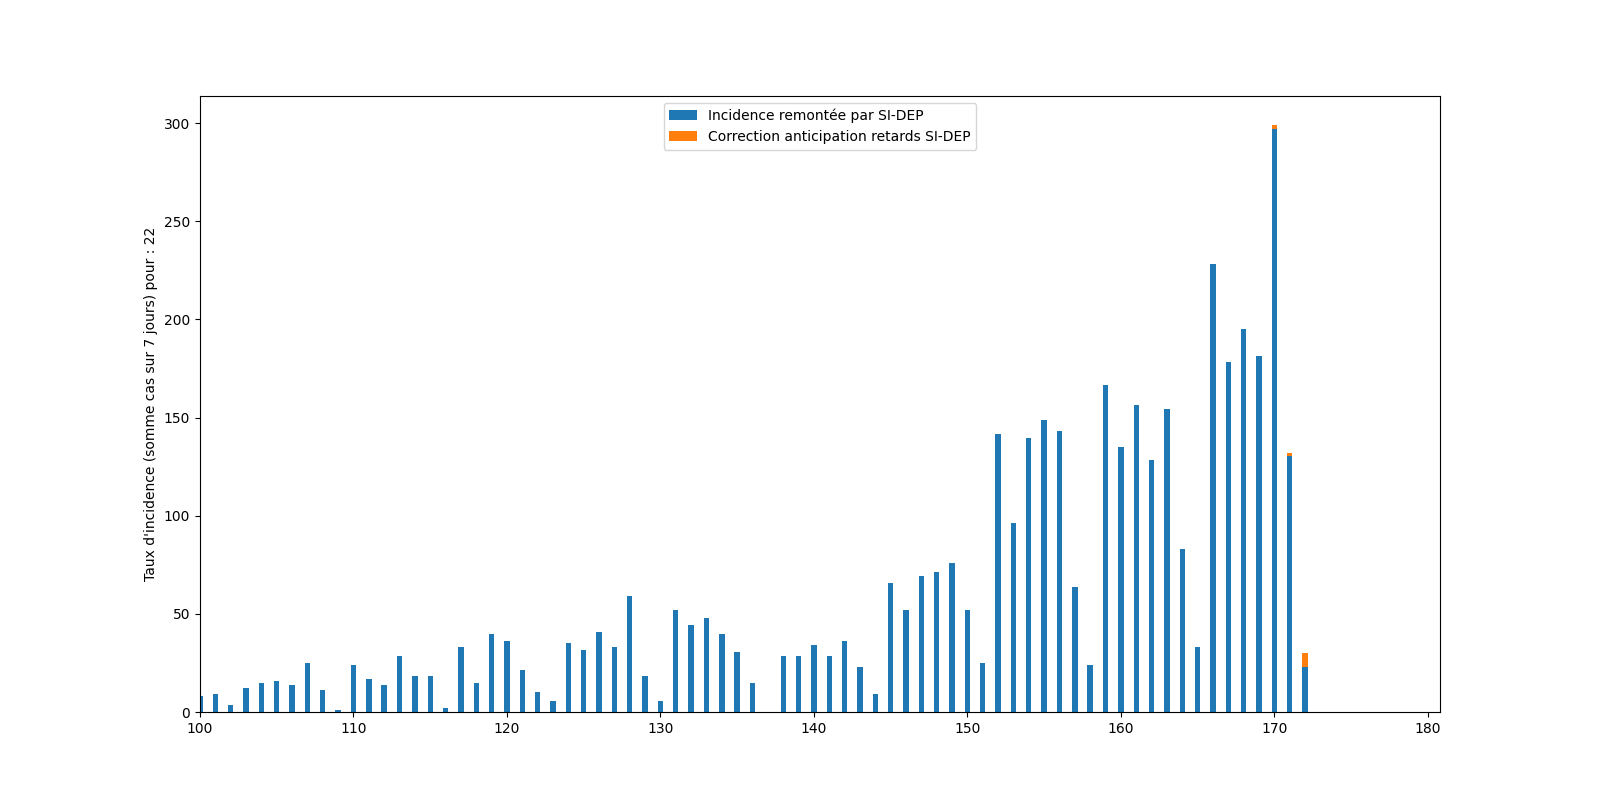 Incidence remontée par SI-DEP
Correction anticipation retards SI-DEP
Taux d'incidence (somme cas sur 7 jours) pour : 22
300
250
200
150
100
50
0
100 110 120 130 140 150 160 170 180